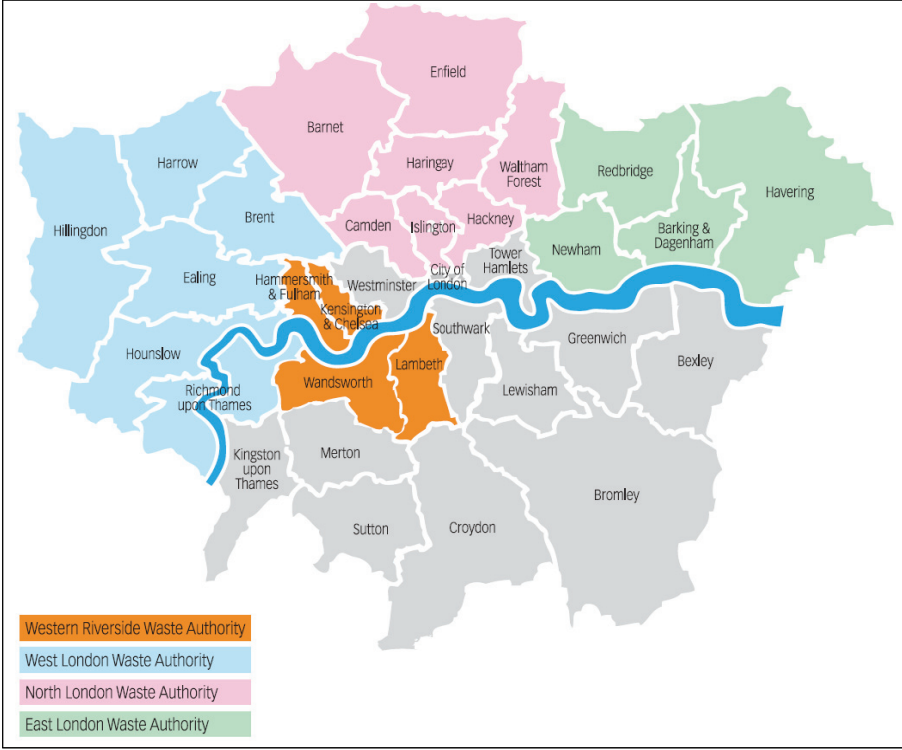 Enfield
Barnet
Harrow
Haringay
Waltham
Forest
Redbridge
Havering
Brent
Camden
Islington
Hackney
Hillingdon
Newham
Barking &
Dagenham
Ealing
Hammersmith
& Fulham
Westminster
City of
London
Tower
Hamlets
Kensington
& Chelsea
Southwark
Greenwich
Hounslow
Lambeth
Bexley
Richmond
upon Thames
Wandsworth
Lewisham
Kingston
upon
Thames
Merton
Bromley
Sutton
Croydon
Western Riverside Waste Authority
West London Waste Authority
North London Waste Authority
East London Waste Authority